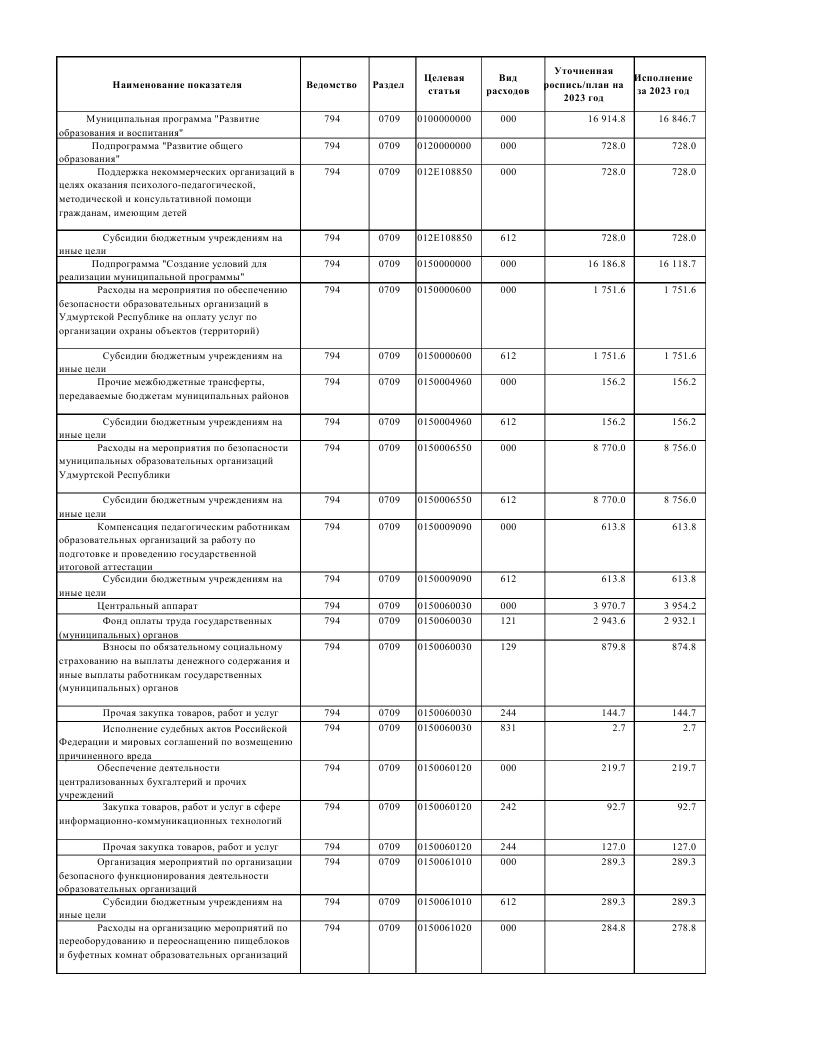 Наименование показателя Ведомство Раздел Целевая статья Вид расходов Уточненная роспись/план на 2023 год Исполнение за 2023 год
Муниципальная программа "Развитие 794 0709 0100000000 000 16 914.8 16 846.7
образования и воспитания"
Подпрограмма "Развитие общего 794 0709 0120000000 000 728.0 728.0
образования"
Поддержка некоммерческих организаций в 794 0709 012E108850 000 728.0 728.0
целях оказания психолого-педагогической,
методической и консультативной помощи
гражданам, имеющим детей
Субсидии бюджетным учреждениям на 794 0709 012E108850 612 728.0 728.0
иные цели
Подпрограмма "Создание условий для 794 0709 0150000000 000 16 186.8 16 118.7
реализации муниципальной программы"
Расходы на мероприятия по обеспечению 794 0709 0150000600 000 1 751.6 1 751.6
безопасности образовательных организаций в
Удмуртской Республике на оплату услуг по
организации охраны объектов (территорий)
Субсидии бюджетным учреждениям на 794 0709 0150000600 612 1 751.6 1 751.6
иные цели
Прочие межбюджетные трансферты, 794 0709 0150004960 000 156.2 156.2
передаваемые бюджетам муниципальных районов
Субсидии бюджетным учреждениям на 794 0709 0150004960 612 156.2 156.2
иные цели
Расходы на мероприятия по безопасности 794 0709 0150006550 000 8 770.0 8 756.0
муниципальных образовательных организаций
Удмуртской Республики
Субсидии бюджетным учреждениям на 794 0709 0150006550 612 8 770.0 8 756.0
иные цели
Компенсация педагогическим работникам 794 0709 0150009090 000 613.8 613.8
образовательных организаций за работу по
подготовке и проведению государственной
итоговой аттестации
Субсидии бюджетным учреждениям на 794 0709 0150009090 612 613.8 613.8
иные цели
Центральный аппарат 794 0709 0150060030 000 3 970.7 3 954.2
Фонд оплаты труда государственных 794 0709 0150060030 121 2 943.6 2 932.1
(муниципальных) органов
Взносы по обязательному социальному 794 0709 0150060030 129 879.8 874.8
страхованию на выплаты денежного содержания и
иные выплаты работникам государственных
(муниципальных) органов
Прочая закупка товаров, работ и услуг 794 0709 0150060030 244 144.7 144.7
Исполнение судебных актов Российской 794 0709 0150060030 831 2.7 2.7
Федерации и мировых соглашений по возмещению
причиненного вреда
Обеспечение деятельности 794 0709 0150060120 000 219.7 219.7
централизованных бухгалтерий и прочих
учреждений
Закупка товаров, работ и услуг в сфере 794 0709 0150060120 242 92.7 92.7
информационно-коммуникационных технологий
Прочая закупка товаров, работ и услуг 794 0709 0150060120 244 127.0 127.0
Организация мероприятий по организации 794 0709 0150061010 000 289.3 289.3
безопасного функционирования деятельности
образовательных организаций
Субсидии бюджетным учреждениям на 794 0709 0150061010 612 289.3 289.3
иные цели
Расходы на организацию мероприятий по 794 0709 0150061020 000 284.8 278.8
переоборудованию и переоснащению пищеблоков
и буфетных комнат образовательных организаций